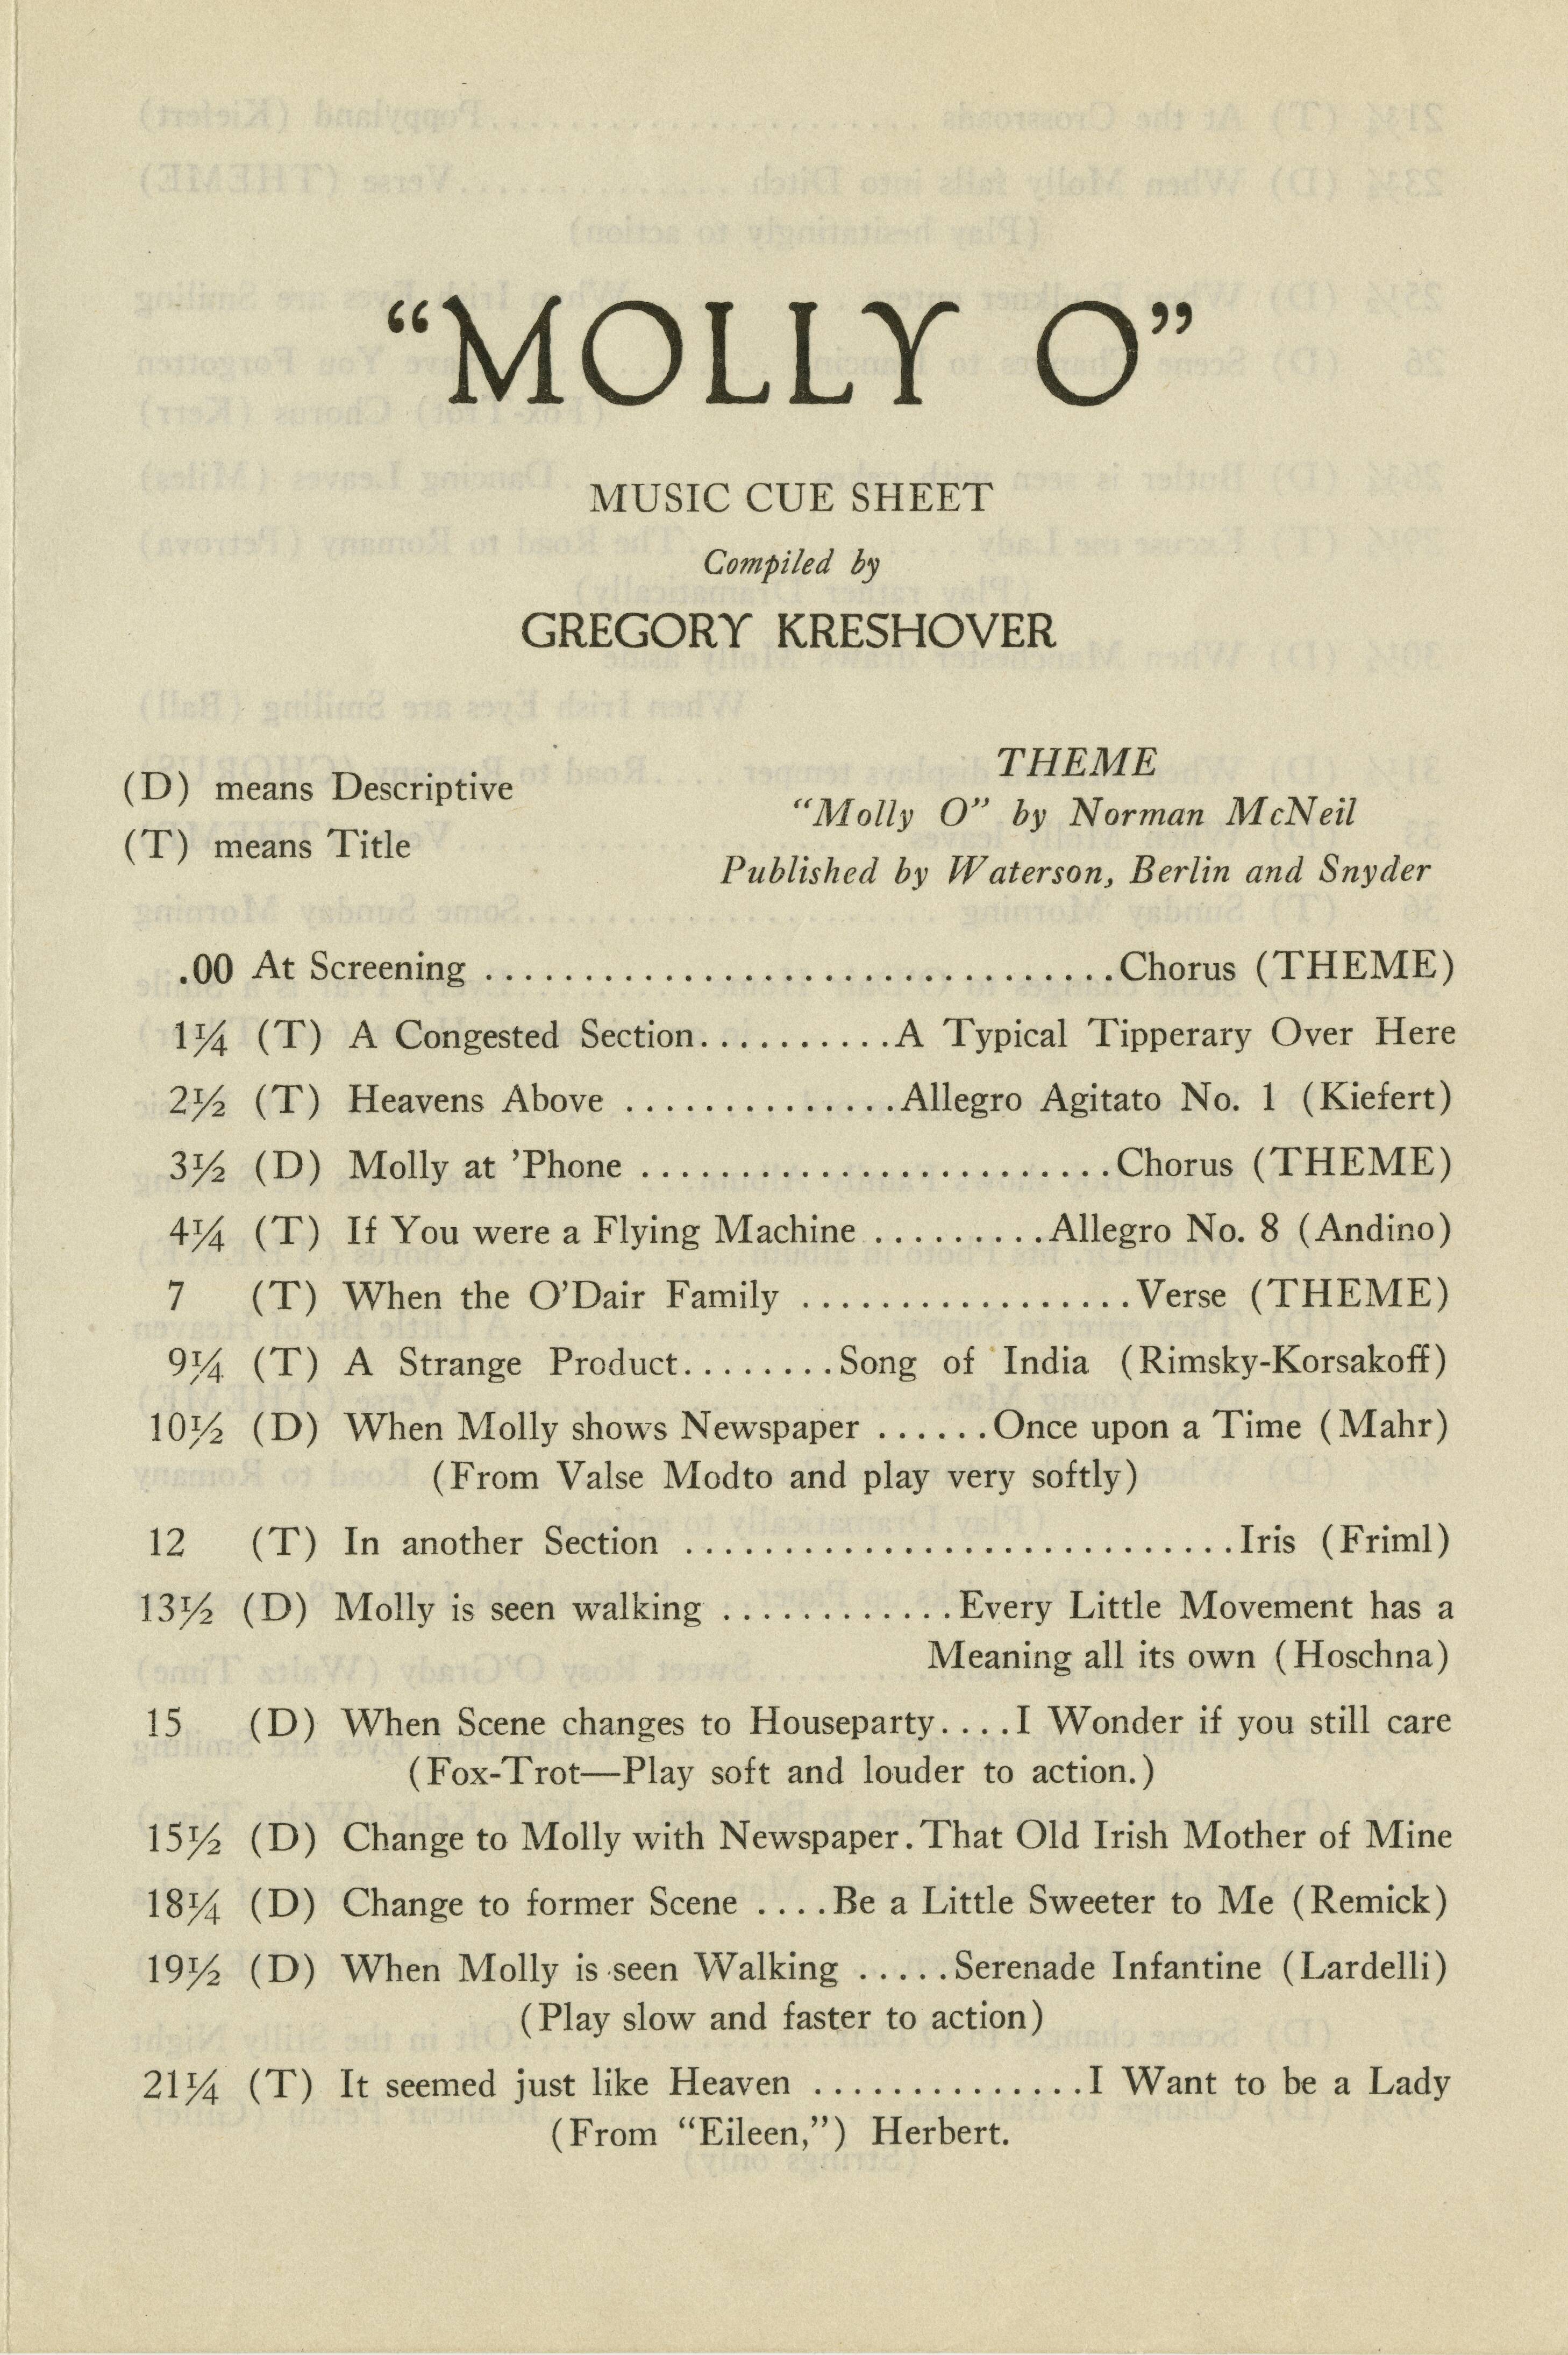 “MOLLY O”
MUSIC CUE SHEET
Compiled by
GREGORY KRESHOVER
(D) means Descriptive
(T) means Title
THEME
“Molly O” by Norman McNeil
Published by Waterson, Berlin and Snyder
.00 At Screening ................................Chorus (THEME)
1¼ (T) A Congested Section..........A Typical Tipperary Over Here
2½ (T) Heavens Above ..............Allegro Agitato No. 1 (Kiefert)
3½ (D) Molly at ’Phone ........................Chorus (THEME)
4¼ (T) If You were a Flying Machine .........Allegro No. 8 (Andino)
7 (T) When the O’Dair Family .................Verse (THEME)
9¼ (T) A Strange Product........Song of India (Rimsky-Korsakoff)
10½ (D) When Molly shows Newspaper ......Once upon a Time (Mahr)
(From Valse Modto and play very softly)
12 (T) In another Section ............................Iris (Friml)
13½ (D) Molly is seen walking ............Every Little Movement has a
Meaning all its own (Hoschna)
15 (D) When Scene changes to Houseparty....I Wonder if you still care
(Fox-Trot—Play soft and louder to action.)
15½ (D) Change to Molly with Newspaper.That Old Irish Mother of Mine
18¼ (D) Change to former Scene ....Be a Little Sweeter to Me (Remick)
19½ (D) When Molly is seen Walking .....Serenade Infantine (Lardelli)
(Play slow and faster to action)
21¼ (T) It seemed just like Heaven ..............I Want to be a Lady
(From “Eileen,”) Herbert.